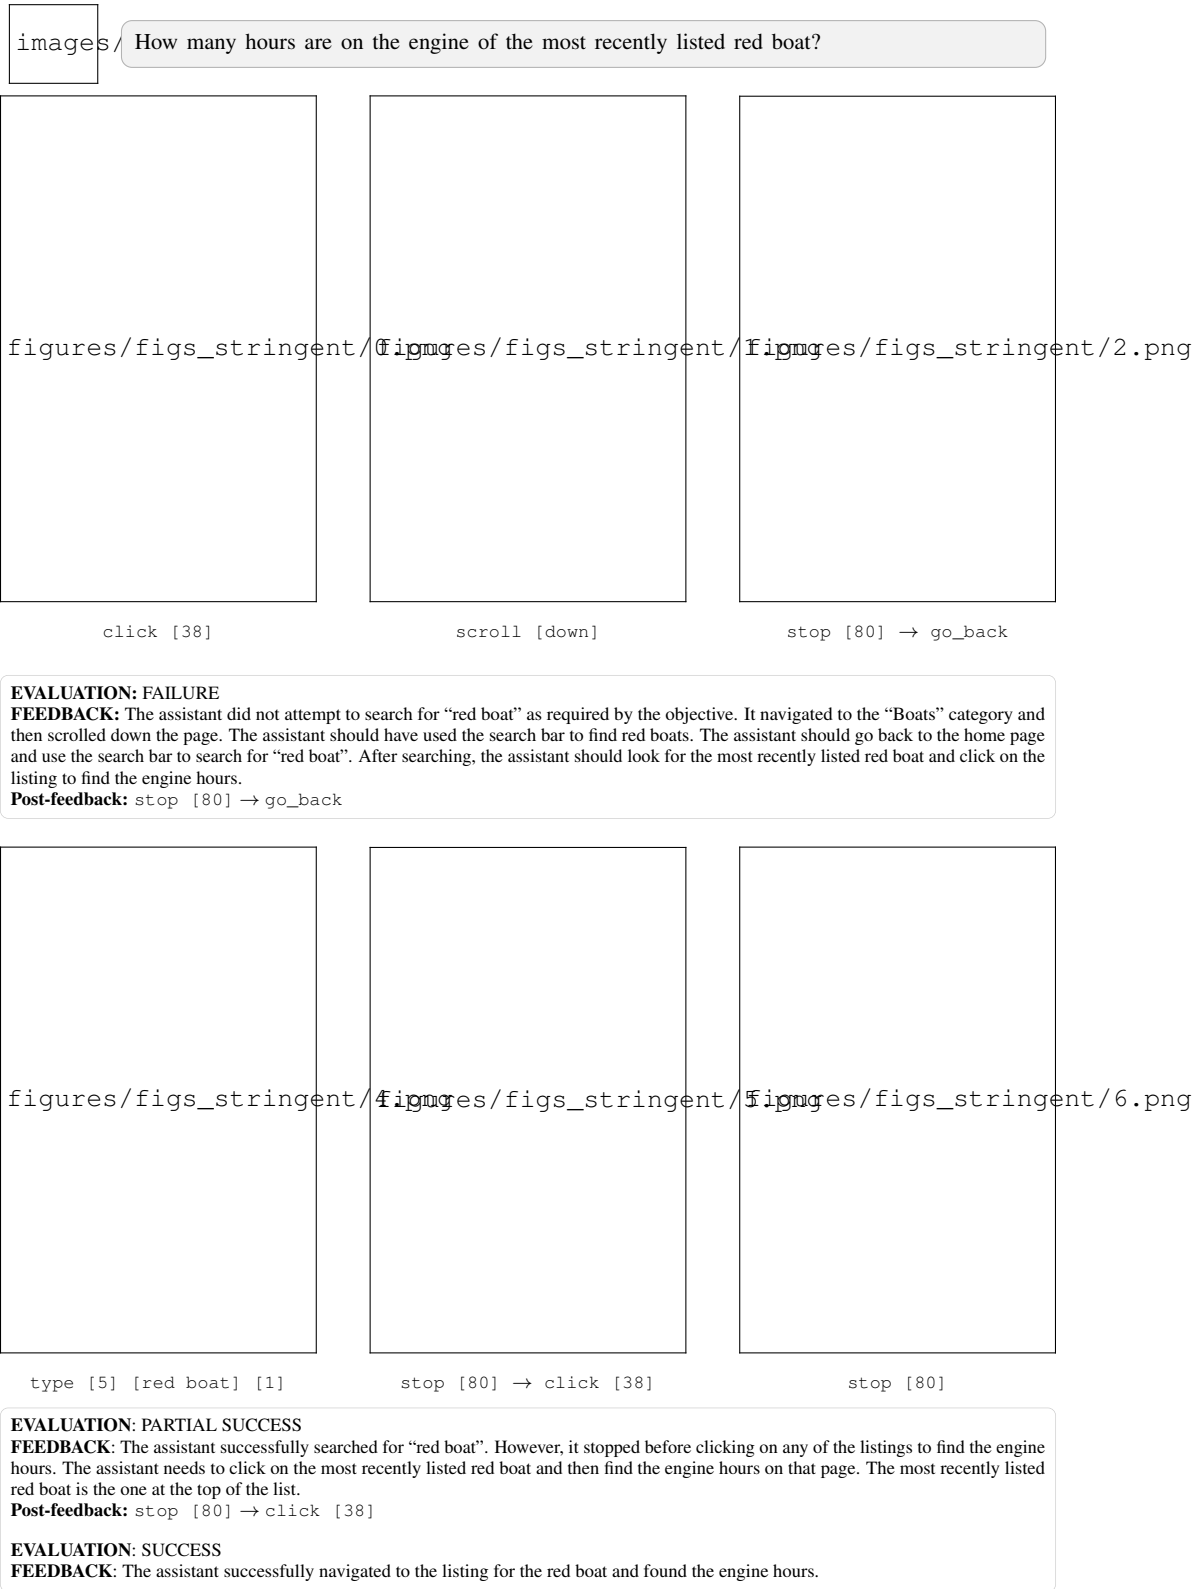 images/ How many hours are on the engine of the most recently listed red boat?
figures/figs_stringent/0.png figures/figs_stringent/1.png figures/figs_stringent/2.png
click [38] scroll [down] stop [80] → go_back
EVALUATION: FAILURE
FEEDBACK: The assistant did not attempt to search for “red boat” as required by the objective. It navigated to the “Boats” category and
then scrolled down the page. The assistant should have used the search bar to find red boats. The assistant should go back to the home page
and use the search bar to search for “red boat”. After searching, the assistant should look for the most recently listed red boat and click on the
listing to find the engine hours.
Post-feedback: stop [80] → go_back
figures/figs_stringent/4.png figures/figs_stringent/5.png figures/figs_stringent/6.png
type [5] [red boat] [1] stop [80] → click [38] stop [80]
EVALUATION: PARTIAL SUCCESS
FEEDBACK: The assistant successfully searched for “red boat”. However, it stopped before clicking on any of the listings to find the engine
hours. The assistant needs to click on the most recently listed red boat and then find the engine hours on that page. The most recently listed
red boat is the one at the top of the list.
Post-feedback: stop [80] → click [38]
EVALUATION: SUCCESS
FEEDBACK: The assistant successfully navigated to the listing for the red boat and found the engine hours.